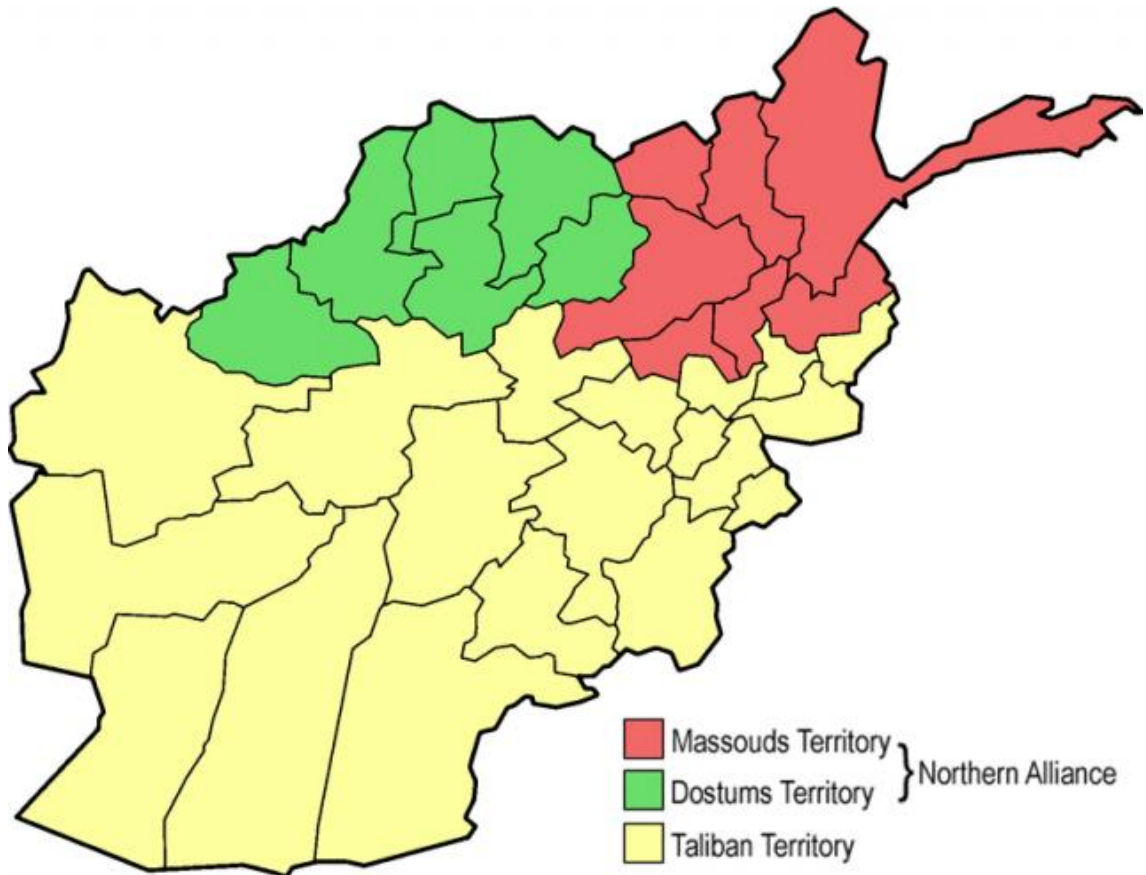 Massouds Territory
Northern Alliance
Dostums Territory
Taliban Territory